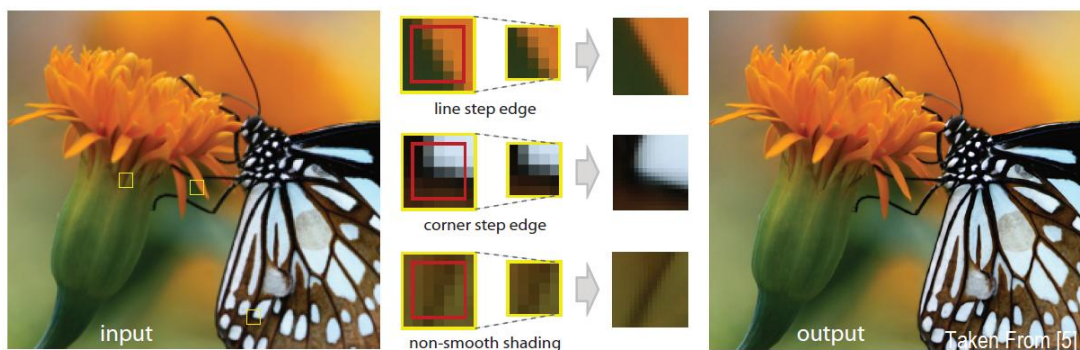 line step edge
corner step edge
non-smooth shading
input
output
Taken From [5]